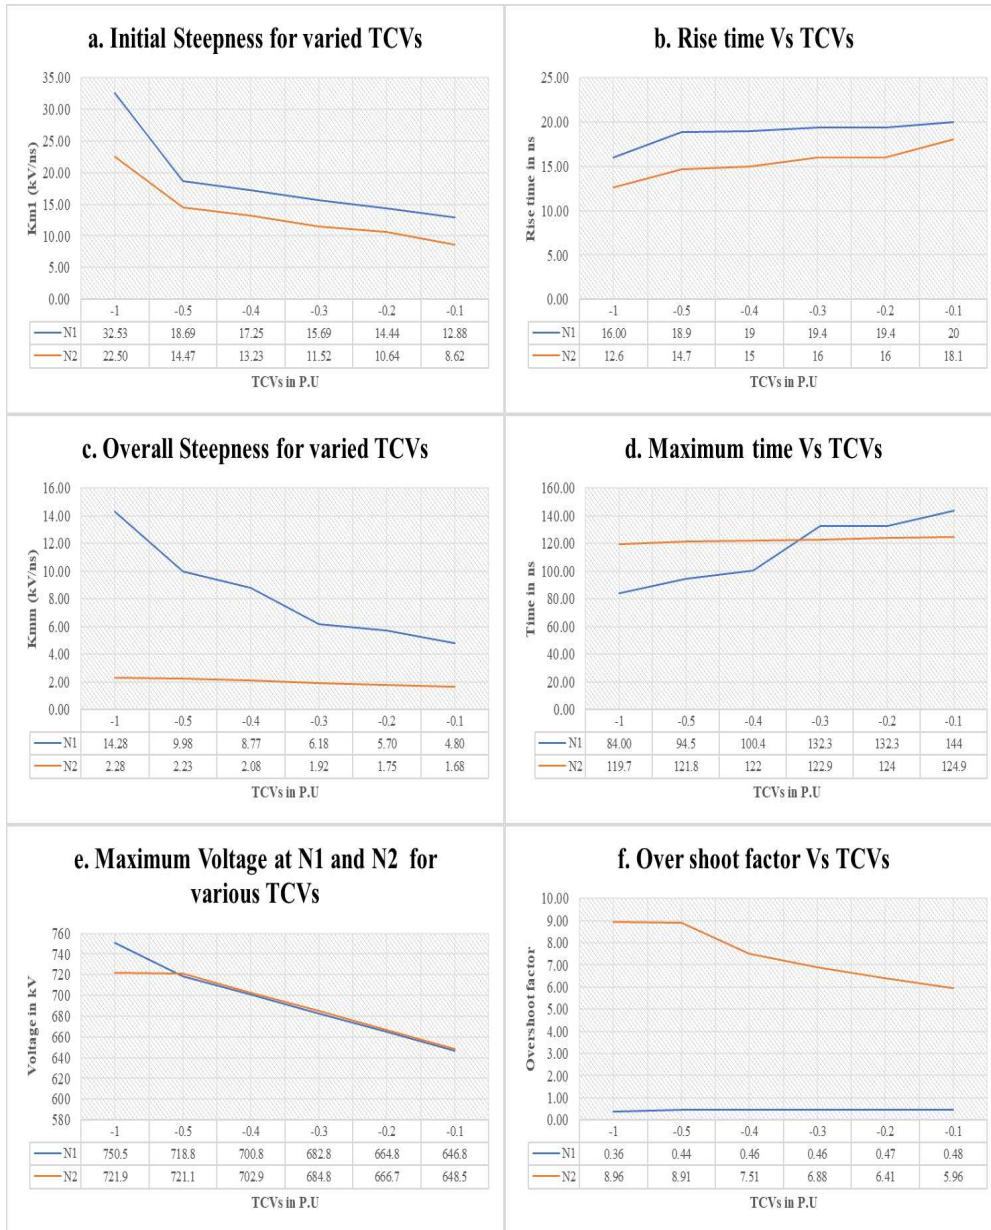 a. Initial Steepness for varied TCVs
35.00
30.00
25.00
20.00
15.00
10.00
5.00
0.00
Km1 (kV/ns)
-1 -0.5 -0.4 -0.3 -0.2 -0.1
N1 32.53 18.69 17.25 15.69 14.44 12.88
N2 22.50 14.47 13.23 11.52 10.64 8.62
TCVs in P.U
b. Rise time Vs TCVs
25.00
20.00
15.00
10.00
5.00
0.00
Rise time in ns
-1 -0.5 -0.4 -0.3 -0.2 -0.1
N1 16.00 18.9 19 19.4 19.4 20
N2 12.6 14.7 15 16 16 18.1
TCVs in P.U
c. Overall Steepness for varied TCVs
16.00
14.00
12.00
10.00
8.00
6.00
4.00
2.00
0.00
Kmm (kV/ns)
-1 -0.5 -0.4 -0.3 -0.2 -0.1
N1 14.28 9.98 8.77 6.18 5.70 4.80
N2 2.28 2.23 2.08 1.92 1.75 1.68
TCVs in P.U
d. Maximum time Vs TCVs
160.00
140.00
120.00
100.00
80.00
60.00
40.00
20.00
0.00
Time in ns
-1 -0.5 -0.4 -0.3 -0.2 -0.1
N1 84.00 94.5 100.4 132.3 132.3 144
N2 119.7 121.8 122 122.9 124 124.9
TCVs in P.U
e. Maximum Voltage at N1 and N2 for
various TCVs
760
740
720
700
680
660
640
620
600
580
Voltage in kV
-1 -0.5 -0.4 -0.3 -0.2 -0.1
N1 750.5 718.8 700.8 682.8 664.8 646.8
N2 721.9 721.1 702.9 684.8 666.7 648.5
TCVs in P.U
f. Over shoot factor Vs TCVs
10.00
9.00
8.00
7.00
6.00
5.00
4.00
3.00
2.00
1.00
0.00
Overshoot factor
-1 -0.5 -0.4 -0.3 -0.2 -0.1
N1 0.36 0.44 0.46 0.46 0.47 0.48
N2 8.96 8.91 7.51 6.88 6.41 5.96
TCVs in P.U